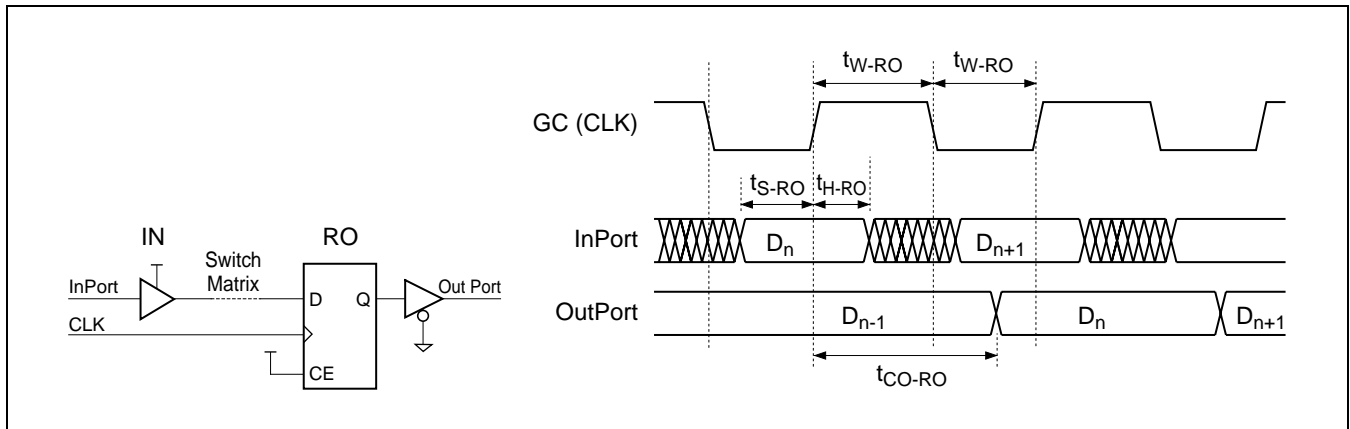 IN
RO
InPort
Switch
Matrix
D
Q
Out Port
CLK
CE
tW-RO
tW-RO
GC (CLK)
tS-RO
tH-RO
InPort
Dn
Dn+1
OutPort
Dn-1
Dn
Dn+1
tCO-RO